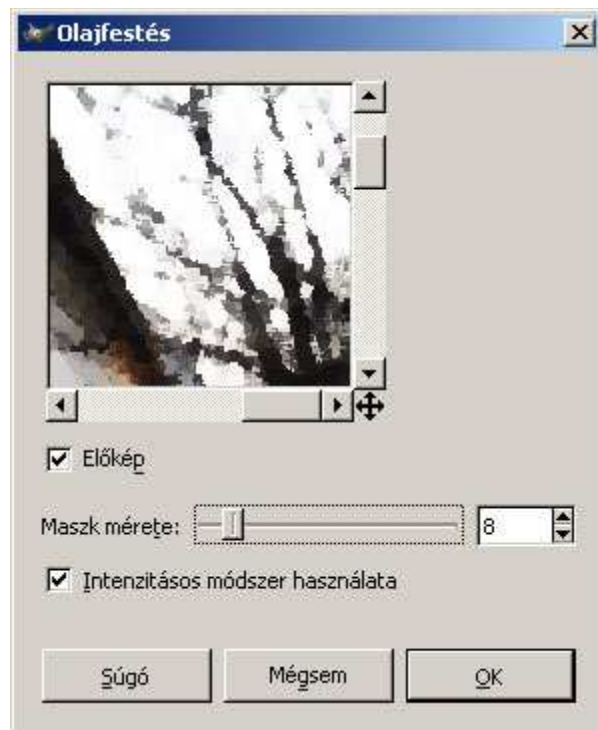 Olajfestés
Előkép
Maszk mérete: 8
Intenzitásos módszer használata
Súgó Mégsem OK